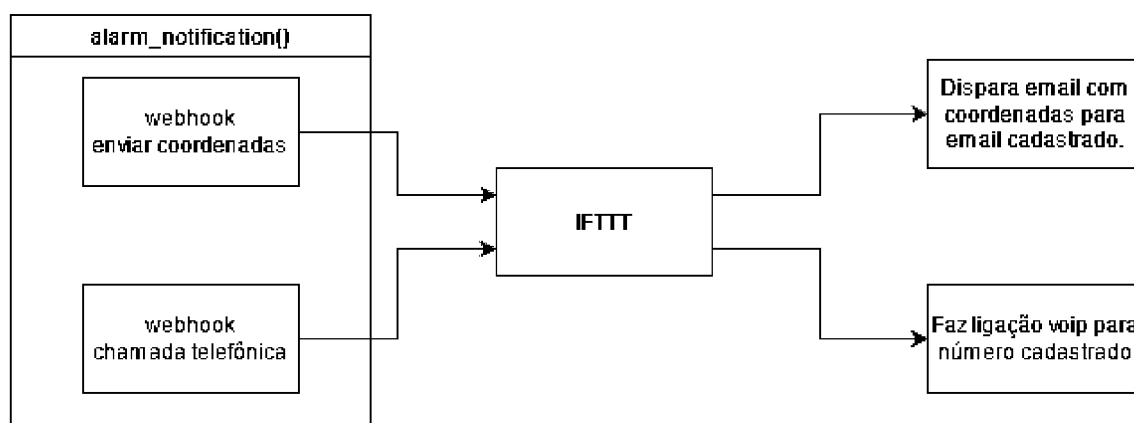 alarm_notification()
webhook
enviar coordenadas
webhook
chamada telefônica
IFTTT
Dispara email com
coordenadas para
email cadastrado.
Faz ligação voip para
número cadastrado